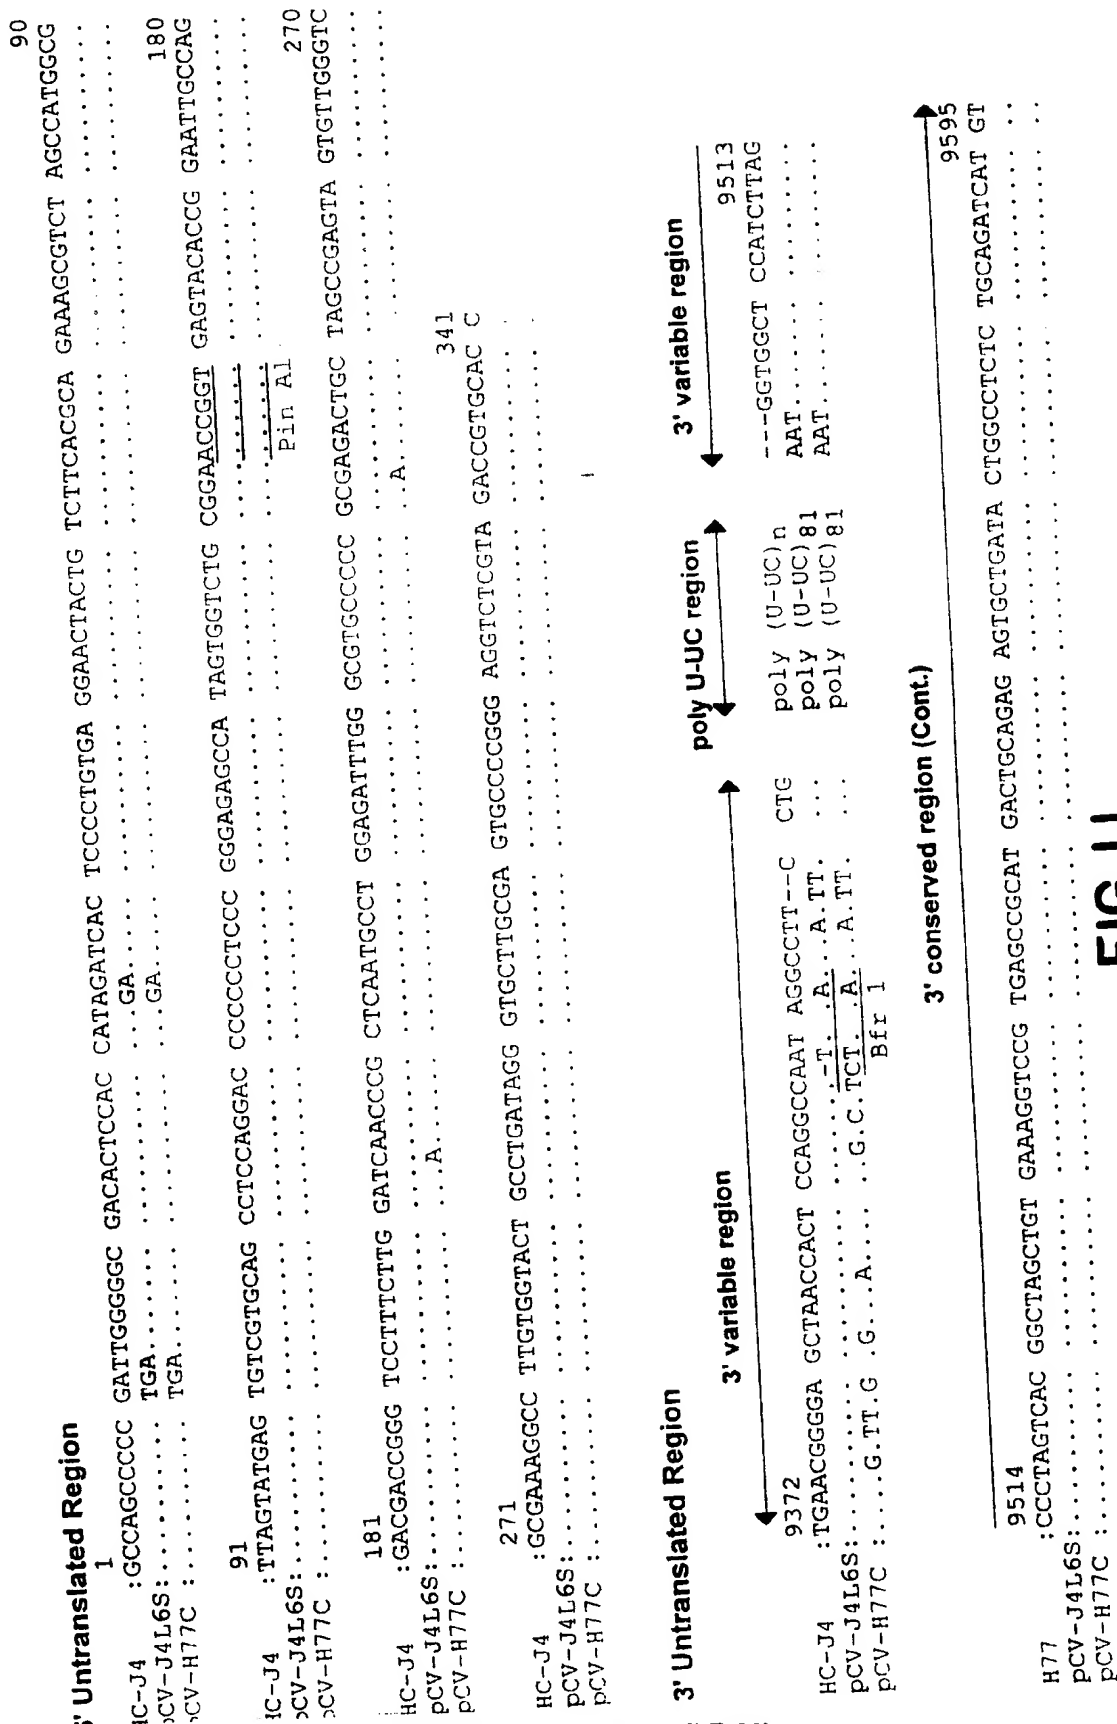 5' Untranslated Region
1 90
HC-J4 :GCCAGCCCCC GATTGGGGGC GACACTCCAC CATAGATCAC TCCCCTGTGA GGAACTACTG TCTTCACGCA GAAAGCGTCT AGCCATGGCG
pCV-J4L6S:.......... TGA....... .......... ...GA..... .......... .......... .......... .......... ..........
pCV-H77C :.......... TGA....... .......... ...GA..... .......... .......... .......... .......... ..........
91 180
HC-J4 :TTAGTATGAG TGTCGTGCAG CCTCCAGGAC CCCCCCTCCC GGGAGAGCCA TAGTGGTCTG CGGAACCGGT GAGTACACCG GAATTGCCAG
pCV-J4L6S:.......... .......... .......... .......... .......... .......... .......... .......... ..........
pCV-H77C :.......... .......... .......... .......... .......... .......... .......... .......... ..........
Pin A1
181 270
HC-J4 :GACGACCGGG TCCTTTCTTG GATCAACCCG CTCAATGCCT GGAGATTTGG GCGTGCCCCC GCGAGACTGC TAGCCGAGTA GTGTTGGGTC
pCV-J4L6S:.......... .......... ...A...... .......... .......... .......... .......... .......... ..........
pCV-H77C :.......... .......... .......... .......... .......... .......... .A........ .......... ..........
271 341
HC-J4 :GCGAAAGGCC TTGTGGTACT GCCTGATAGG GTGCTTGCGA GTGCCCCGGG AGGTCTCGTA GACCGTGCAC C
pCV-J4L6S:.......... .......... .......... .......... .......... .......... .......... .
pCV-H77C :.......... .......... .......... .......... .......... .......... .......... .
3' Untranslated Region
3' variable region poly U-UC region 3' variable region
9372 9513
HC-J4 :TGAACGGGGA GCTAACCACT CCAGGCCAAT AGGCCTT--C CTG poly (U-UC)n ---GGTGGCT CCATCTTAG
pCV-J4L6S:.......... .......... .........-T. .A...A.TT. ... poly (U-UC)81 AAT....... .........
pCV-H77C :....G.TT.G .G...A.... ..G.C.TCT. .A...A.TT. ... poly (U-UC)81 AAT....... .........
Bfr 1
3' conserved region (Cont.)
9514 9595
H77 :CCCTAGTCAC GGCTAGCTGT GAAAGGTCCG TGAGCCGCAT GACTGCAGAG AGTGCTGATA CTGGCCTCTC TGCAGATCAT GT
pCV-J4L6S:.......... .......... .......... .......... .......... .......... .......... .......... ..
pCV-H77C :.......... .......... .......... .......... .......... .......... .......... .......... ..
FIG. 11